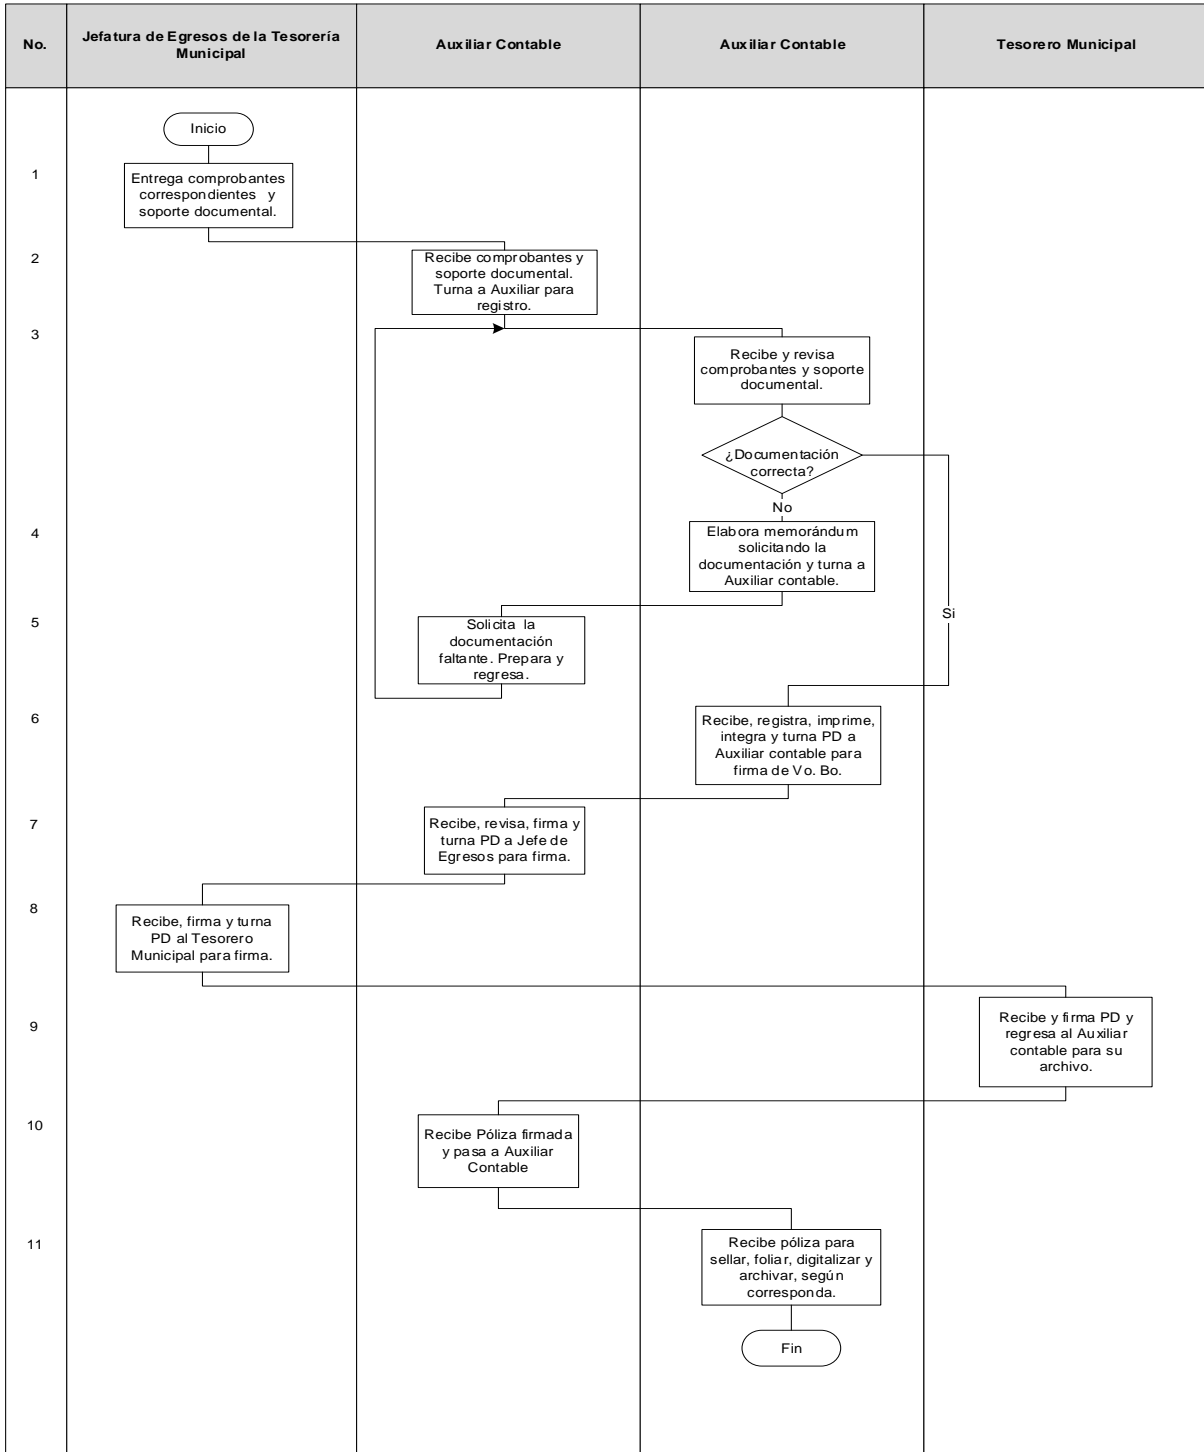 No.
Jefatura de Egresos de la Tesorería
Municipal
Auxiliar Contable
Auxiliar Contable
Tesorero Municipal
Inicio
1
Entrega comprobantes
correspondientes y
soporte documental.
2
Recibe comprobantes y
soporte documental.
Turna a Auxiliar para
registro.
3
Recibe y revisa
comprobantes y soporte
documental.
¿Documentación
correcta?
No
4
Elabora memorándum
solicitando la
documentación y turna a
Auxiliar contable.
Si
5
Solicita la
documentación
faltante. Prepara y
regresa.
6
Recibe, registra, imprime,
integra y turna PD a
Auxiliar contable para
firma de Vo. Bo.
7
Recibe, revisa, firma y
turna PD a Jefe de
Egresos para firma.
8
Recibe, firma y turna
PD al Tesorero
Municipal para firma.
9
Recibe y firma PD y
regresa al Auxiliar
contable para su
archivo.
10
Recibe Póliza firmada
y pasa a Auxiliar
Contable
11
Recibe póliza para
sellar, foliar, digitalizar y
archivar, según
corresponda.
Fin